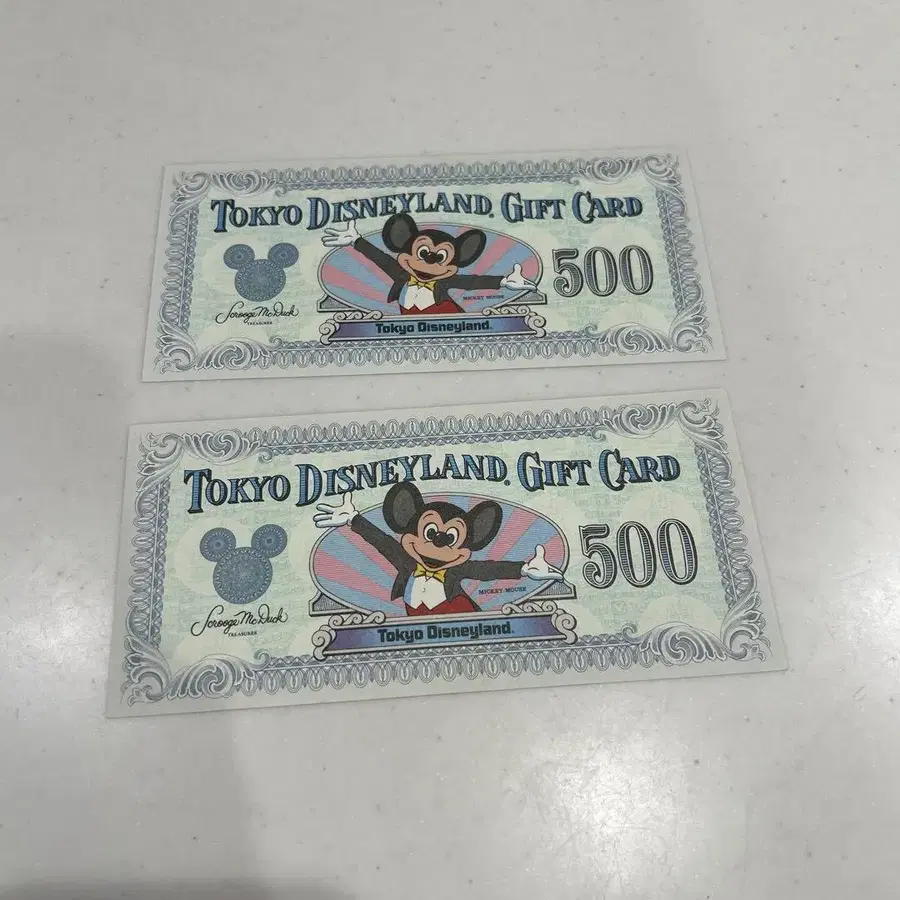 TOKYO DISNEYLAND. GIFT CARD
500
MICKEY MOUSE
Scrooge McDuck
TREASURER
Tokyo Disneyland.
TOKYO DISNEYLAND. GIFT CARD
500
MICKEY MOUSE
Scrooge McDuck
TREASURER
Tokyo Disneyland.